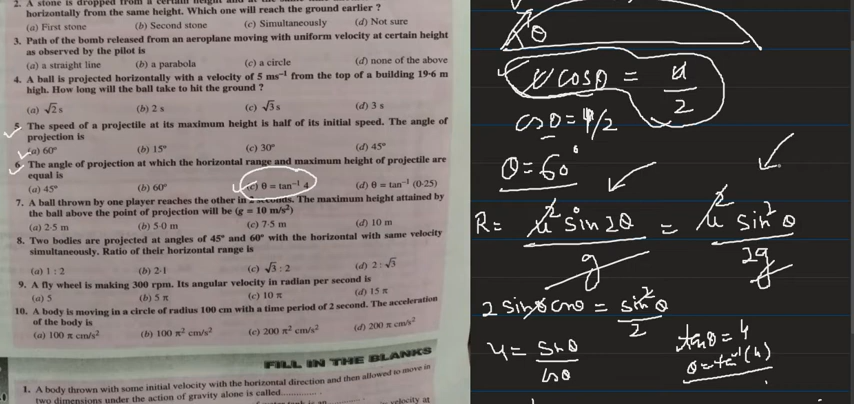 2. A stone is dropped from a certain height and at the same
horizontally from the same height. Which one will reach the ground earlier ?
(a) First stone (b) Second stone (c) Simultaneously (d) Not sure
3. Path of the bomb released from an aeroplane moving with uniform velocity at certain height
as observed by the pilot is
(a) a straight line (b) a parabola (c) a circle (d) none of the above
4. A ball is projected horizontally with a velocity of 5 ms⁻¹ from the top of a building 19·6 m
high. How long will the ball take to hit the ground ?
(a) √2 s (b) 2 s (c) √3 s (d) 3 s
5. The speed of a projectile at its maximum height is half of its initial speed. The angle of
projection is
(a) 60° (b) 15° (c) 30° (d) 45°
6. The angle of projection at which the horizontal range and maximum height of projectile are
equal is
(a) 45° (b) 60° (c) θ = tan⁻¹ 4 (d) θ = tan⁻¹ (0·25)
7. A ball thrown by one player reaches the other in 2 seconds. The maximum height attained by
the ball above the point of projection will be (g = 10 m/s²)
(a) 2·5 m (b) 5·0 m (c) 7·5 m (d) 10 m
8. Two bodies are projected at angles of 45° and 60° with the horizontal with same velocity
simultaneously. Ratio of their horizontal range is
(a) 1 : 2 (b) 2·1 (c) √3 : 2 (d) 2 : √3
9. A fly wheel is making 300 rpm. Its angular velocity in radian per second is
(a) 5 (b) 5 π (c) 10 π (d) 15 π
10. A body is moving in a circle of radius 100 cm with a time period of 2 second. The acceleration
of the body is
(a) 100 π cm/s² (b) 100 π² cm/s² (c) 200 π² cm/s² (d) 200 π cm/s²
FILL IN THE BLANKS
1. A body thrown with some initial velocity with the horizontal direction and then allowed to move in
two dimensions under the action of gravity alone is called
velocity at
θ
u cosθ = u/2
cosθ = 1/2
θ = 60°
R = u² sin 2θ / g = u² sin² θ / 2g
2 sinθ cosθ = sin² θ / 2
4 = sinθ / cosθ
tanθ = 4
θ = tan⁻¹(4)